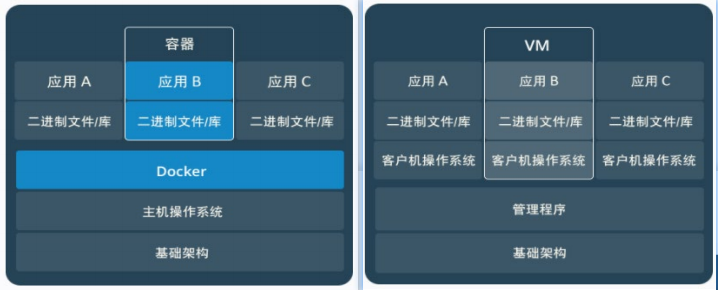 容器
应用 A 应用 B 应用 C
二进制文件/库 二进制文件/库 二进制文件/库
Docker
主机操作系统
基础架构
VM
应用 A 应用 B 应用 C
二进制文件/库 二进制文件/库 二进制文件/库
客户机操作系统 客户机操作系统 客户机操作系统
管理程序
基础架构